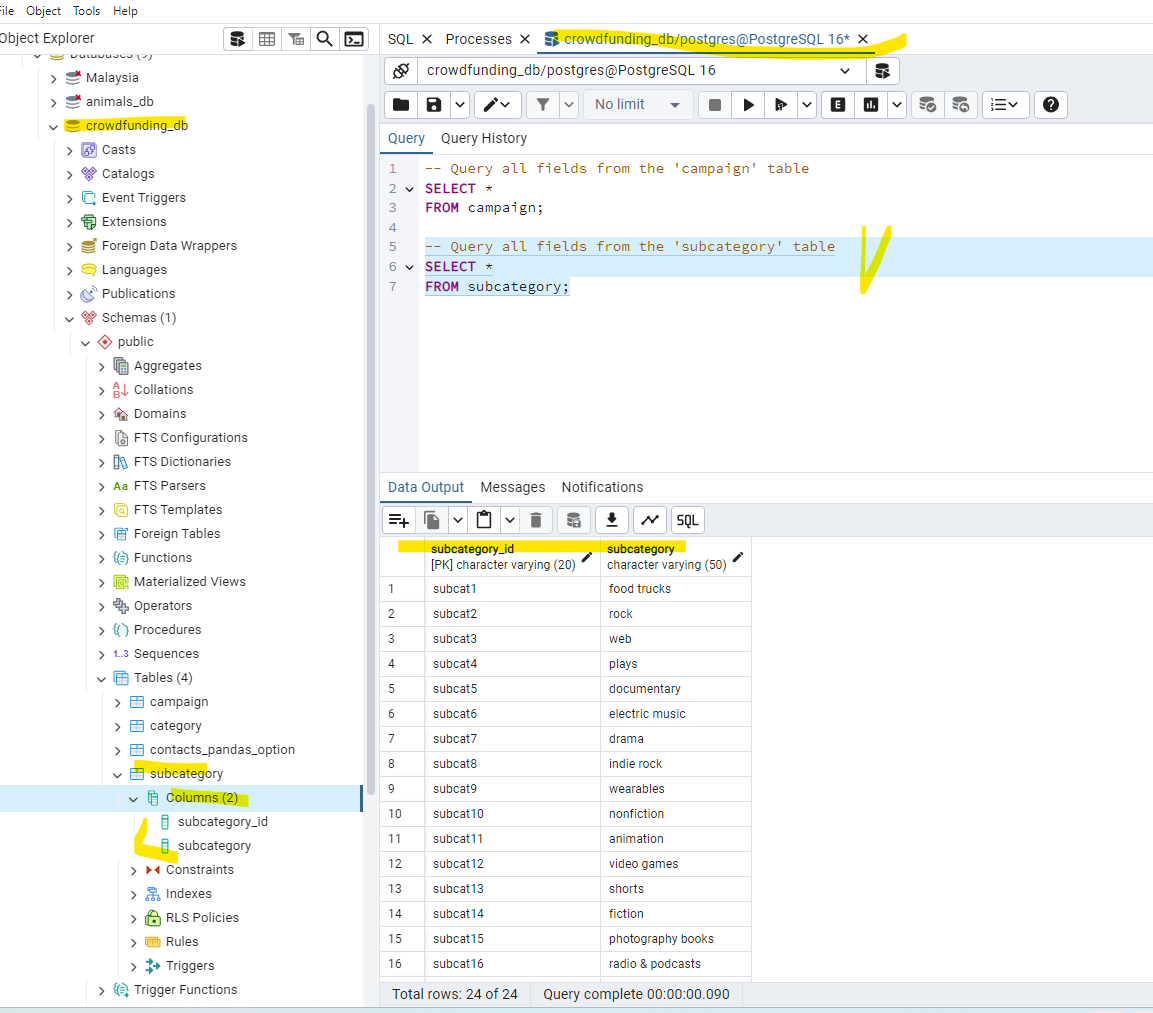 File Object Tools Help
Object Explorer
SQL Processes crowdfunding_db/postgres@PostgreSQL 16*
Databases (9)
Malaysia
animals_db
crowdfunding_db
Casts
Catalogs
Event Triggers
Extensions
Foreign Data Wrappers
Languages
Publications
Schemas (1)
public
Aggregates
Collations
Domains
FTS Configurations
FTS Dictionaries
Aa FTS Parsers
FTS Templates
Foreign Tables
Functions
Materialized Views
Operators
Procedures
1..3 Sequences
Tables (4)
campaign
category
contacts_pandas_option
subcategory
Columns (2)
subcategory_id
subcategory
Constraints
Indexes
RLS Policies
Rules
Triggers
Trigger Functions
crowdfunding_db/postgres@PostgreSQL 16
No limit
E
Query Query History
1 -- Query all fields from the 'campaign' table
2 SELECT *
3 FROM campaign;
4
5 -- Query all fields from the 'subcategory' table
6 SELECT *
7 FROM subcategory;
Data Output Messages Notifications
SQL
subcategory_id subcategory
[PK] character varying (20) character varying (50)
1 subcat1 food trucks
2 subcat2 rock
3 subcat3 web
4 subcat4 plays
5 subcat5 documentary
6 subcat6 electric music
7 subcat7 drama
8 subcat8 indie rock
9 subcat9 wearables
10 subcat10 nonfiction
11 subcat11 animation
12 subcat12 video games
13 subcat13 shorts
14 subcat14 fiction
15 subcat15 photography books
16 subcat16 radio & podcasts
Total rows: 24 of 24 Query complete 00:00:00.090